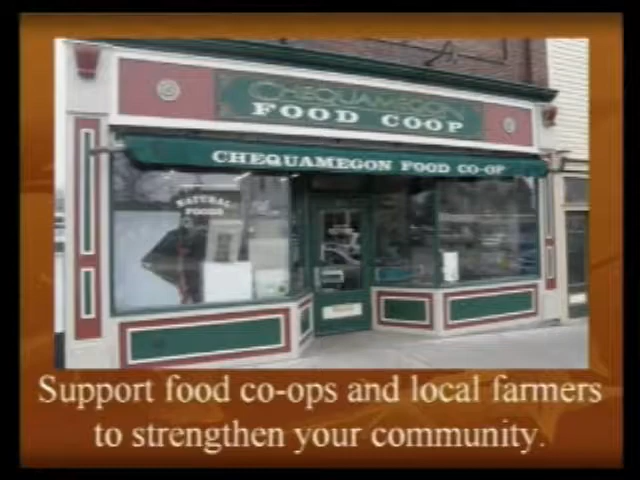 CHEQUAMEGON
FOOD COOP
CHEQUAMEGON FOOD CO-OP
NATURAL
FOODS
Support food co-ops and local farmers
to strengthen your community.